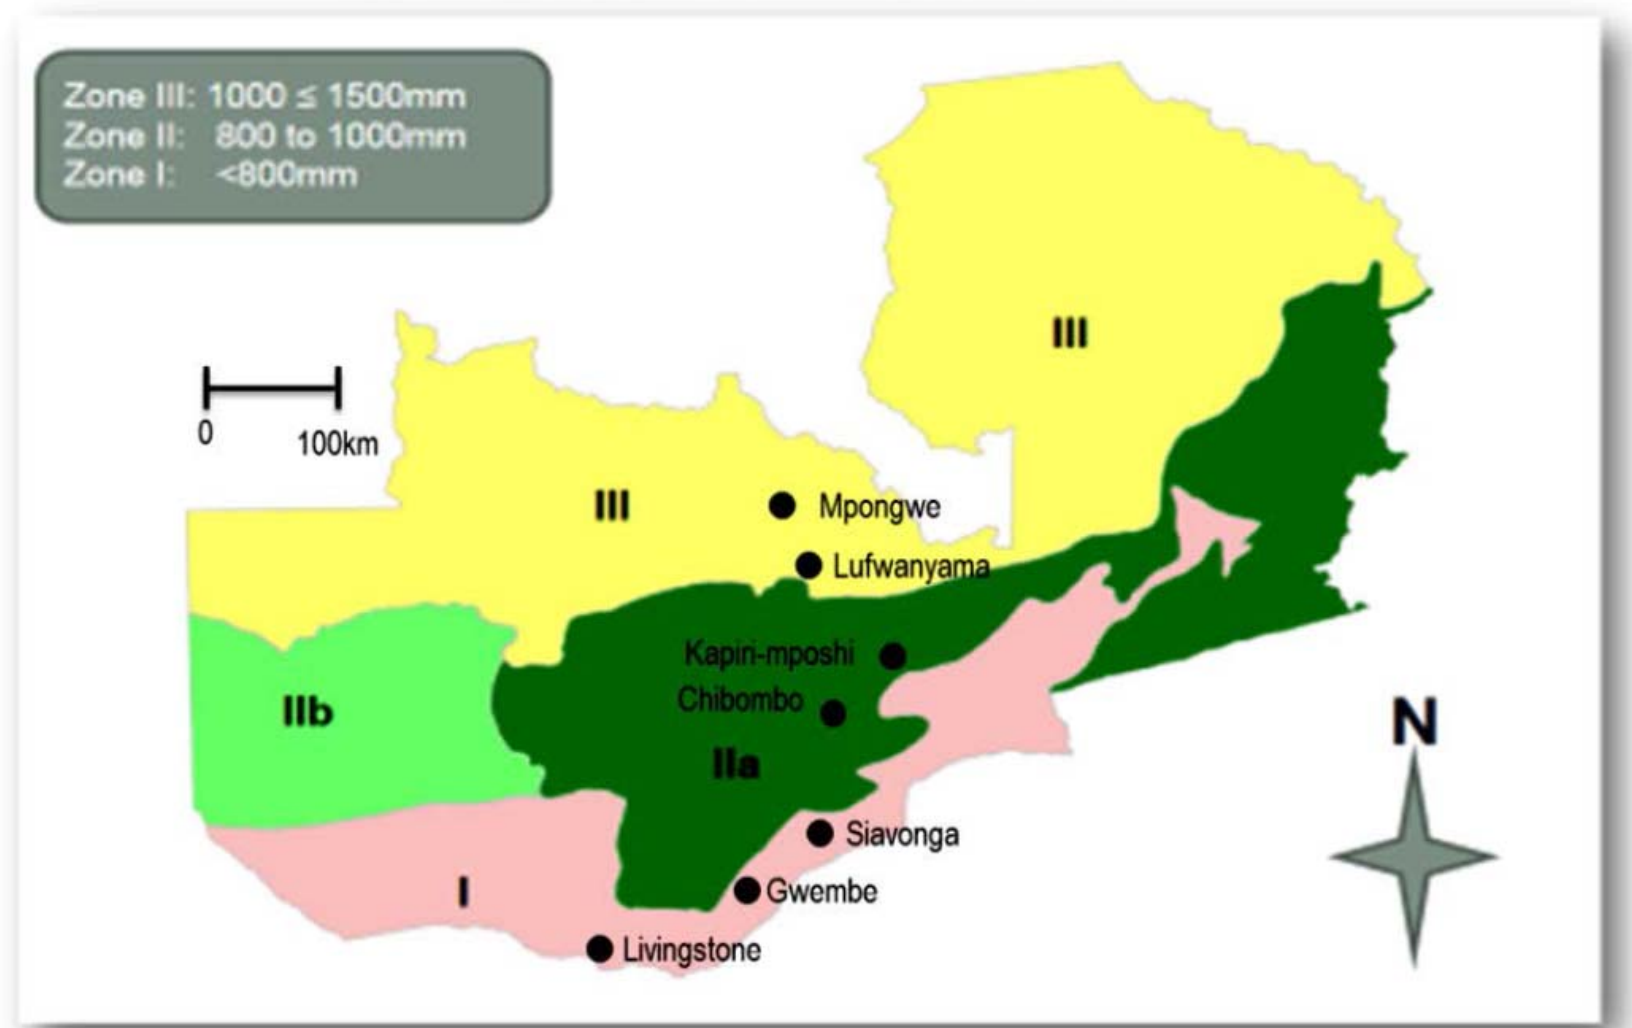 Zone III: 1000 ≤ 1500mm
Zone II: 800 to 1000mm
Zone I: <800mm
III
0
100km
III
Mpongwe
Lufwanyama
Kapiri-mposhi
Chibombo
IIb
N
IIa
Siavonga
I
Gwembe
Livingstone